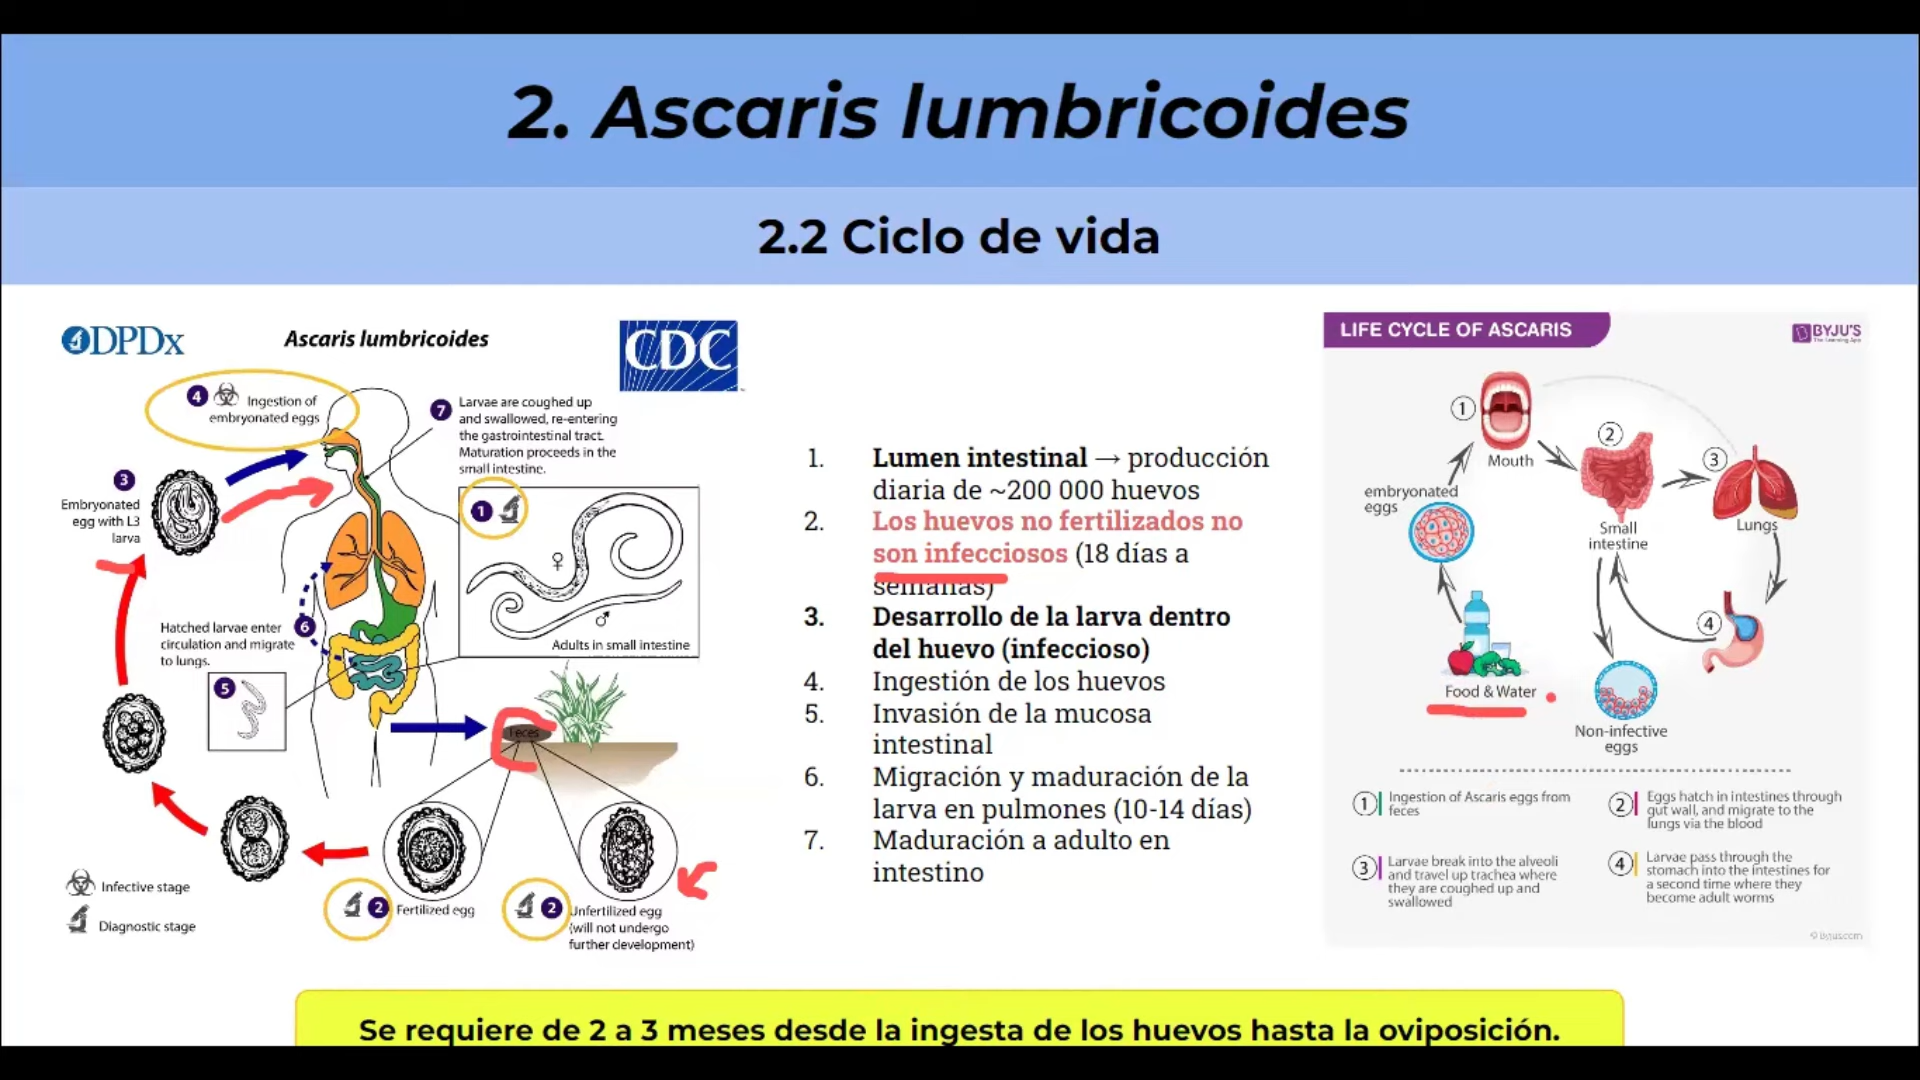 2. Ascaris lumbricoides
2.2 Ciclo de vida
DPDx
Ascaris lumbricoides
CDC
4 Ingestion of
embryonated eggs
7 Larvae are coughed up
and swallowed, re-entering
the gastrointestinal tract.
Maturation proceeds in the
small intestine.
3
Embryonated
egg with L3
larva
1
♀
♂
Adults in small intestine
Hatched larvae enter
circulation and migrate
to lungs.
6
5
Feces
2 Fertilized egg
2 Unfertilized egg
(will not undergo
further development)
Infective stage
Diagnostic stage
1. Lumen intestinal → producción
diaria de ~200 000 huevos
2. Los huevos no fertilizados no
son infecciosos (18 días a
semanas)
3. Desarrollo de la larva dentro
del huevo (infeccioso)
4. Ingestión de los huevos
5. Invasión de la mucosa
intestinal
6. Migración y maduración de la
larva en pulmones (10-14 días)
7. Maduración a adulto en
intestino
LIFE CYCLE OF ASCARIS
BYJU'S
The Learning App
1
Mouth
2
Small
intestine
3
Lungs
4
embryonated
eggs
Food & Water
Non-infective
eggs
1 Ingestion of Ascaris eggs from
feces
2 Eggs hatch in intestines through
gut wall, and migrate to the
lungs via the blood
3 Larvae break into the alveoli
and travel up trachea where
they are coughed up and
swallowed
4 Larvae pass through the
stomach into the intestines for
a second time where they
become adult worms
© Byjus.com
Se requiere de 2 a 3 meses desde la ingesta de los huevos hasta la oviposición.